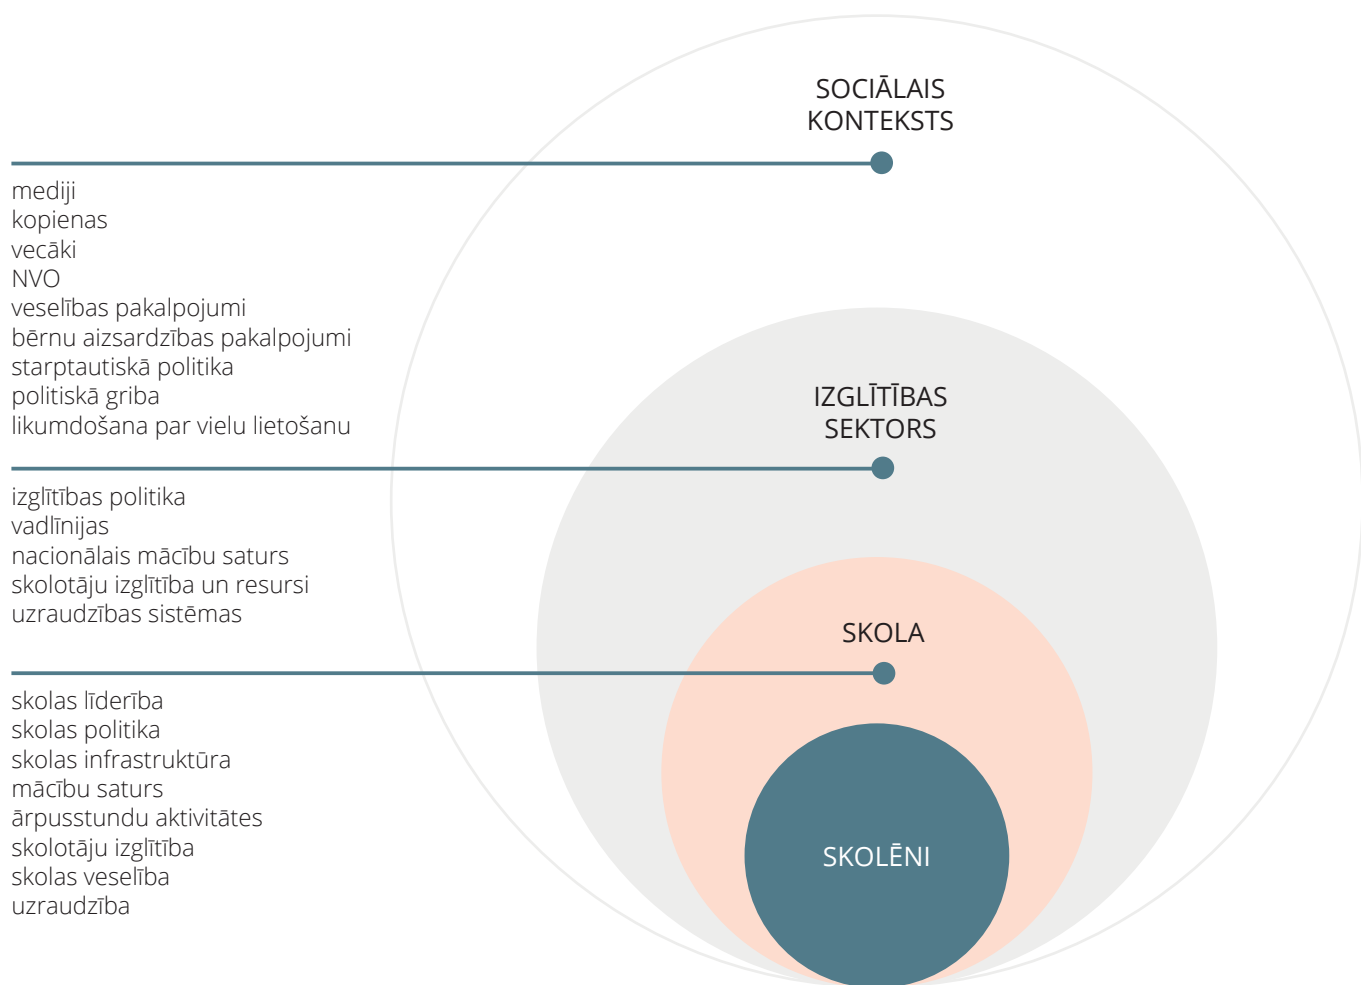 SOCIĀLAIS
KONTEKSTS
mediji
kopienas
vecāki
NVO
veselības pakalpojumi
bērnu aizsardzības pakalpojumi
starptautiskā politika
politiskā griba
likumdošana par vielu lietošanu
IZGLĪTĪBAS
SEKTORS
izglītības politika
vadlīnijas
nacionālais mācību saturs
skolotāju izglītība un resursi
uzraudzības sistēmas
SKOLA
skolas līderība
skolas politika
skolas infrastruktūra
mācību saturs
ārpusstundu aktivitātes
skolotāju izglītība
skolas veselība
uzraudzība
SKOLĒNI